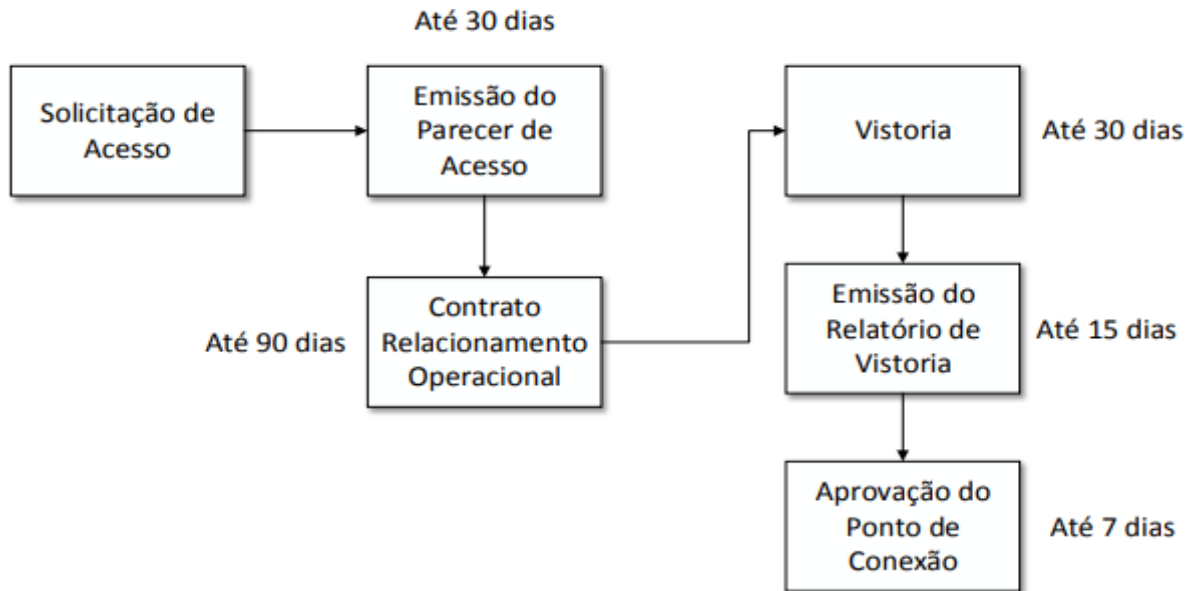 Até 30 dias
Solicitação de
Acesso
Emissão do
Parecer de
Acesso
Até 90 dias
Contrato
Relacionamento
Operacional
Vistoria
Até 30 dias
Emissão do
Relatório de
Vistoria
Até 15 dias
Aprovação do
Ponto de
Conexão
Até 7 dias